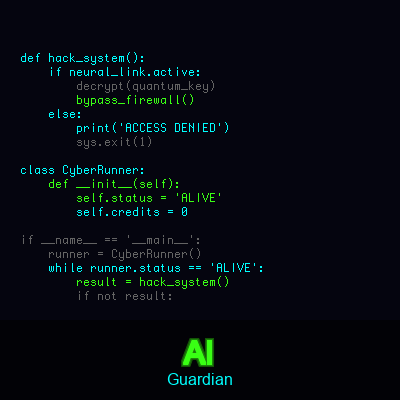 def hack_system():
    if neural_link.active:
        decrypt(quantum_key)
        bypass_firewall()
    else:
        print('ACCESS DENIED')
        sys.exit(1)

class CyberRunner:
    def __init__(self):
        self.status = 'ALIVE'
        self.credits = 0

if __name__ == '__main__':
    runner = CyberRunner()
    while runner.status == 'ALIVE':
        result = hack_system()
        if not result:
AI
Guardian